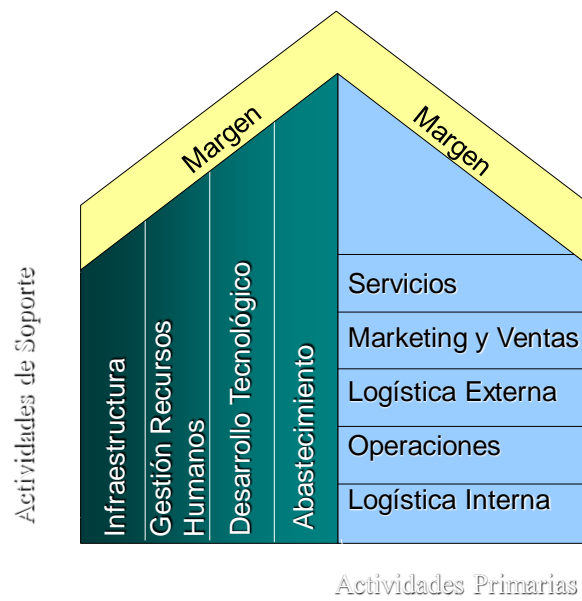 Margen
Margen
Actividades de Soporte
Infraestructura
Gestión Recursos
Humanos
Desarrollo Tecnológico
Abastecimiento
Servicios
Marketing y Ventas
Logística Externa
Operaciones
Logística Interna
Actividades Primarias